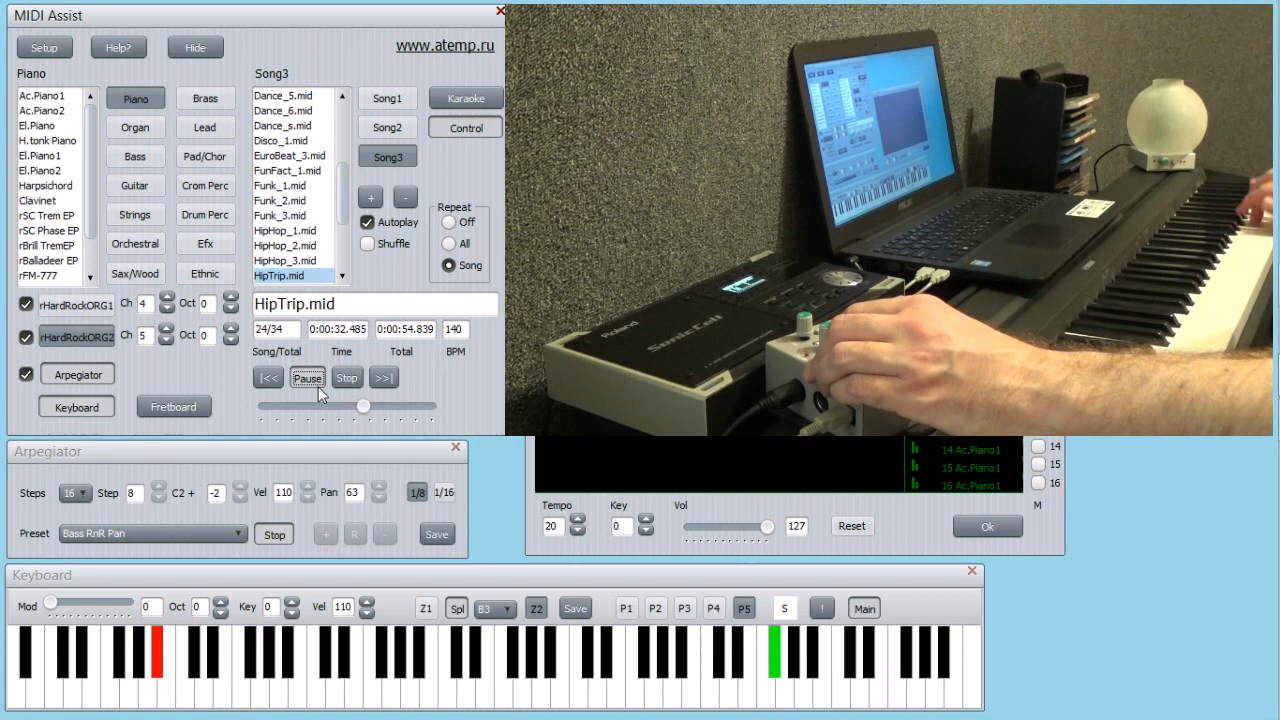 MIDI Assist
Setup
Help?
Hide
www.atemp.ru
Piano
Song3
Ac.Piano1
Ac.Piano2
El.Piano
H.tonk Piano
El.Piano1
El.Piano2
Harpsichord
Clavinet
rSC Trem EP
rSC Phase EP
rBrill TremEP
rBalladeer EP
rFM-777
Piano
Brass
Organ
Lead
Bass
Pad/Chor
Guitar
Crom Perc
Strings
Drum Perc
Orchestral
Efx
Sax/Wood
Ethnic
Dance_5.mid
Dance_6.mid
Dance_s.mid
Disco_1.mid
EuroBeat_3.mid
FunFact_1.mid
Funk_1.mid
Funk_2.mid
Funk_3.mid
HipHop_1.mid
HipHop_2.mid
HipHop_3.mid
HipTrip.mid
Song1
Karaoke
Song2
Control
Song3
+ -
Autoplay
Shuffle
Repeat
Off
All
Song
rHardRockORG1 Ch 4 Oct 0
rHardRockORG2 Ch 5 Oct 0
Arpegiator
Keyboard
Fretboard
HipTrip.mid
24/34 0:00:32.485 0:00:54.839 140
Song/Total Time Total BPM
|<< Pause Stop >>|
Roland
SonicCell
Arpegiator
Steps 16 Step 8 C2 + -2 Vel 110 Pan 63 1/8 1/16
Preset Bass RnR Pan Stop + R - Save
14 Ac.Piano1 14
15 Ac.Piano1 15
16 Ac.Piano1 16
M
Tempo Key Vol
20 0 127 Reset Ok
Keyboard
Mod 0 Oct 0 Key 0 Vel 110 Z1 Spl B3 Z2 Save P1 P2 P3 P4 P5 S ! Main